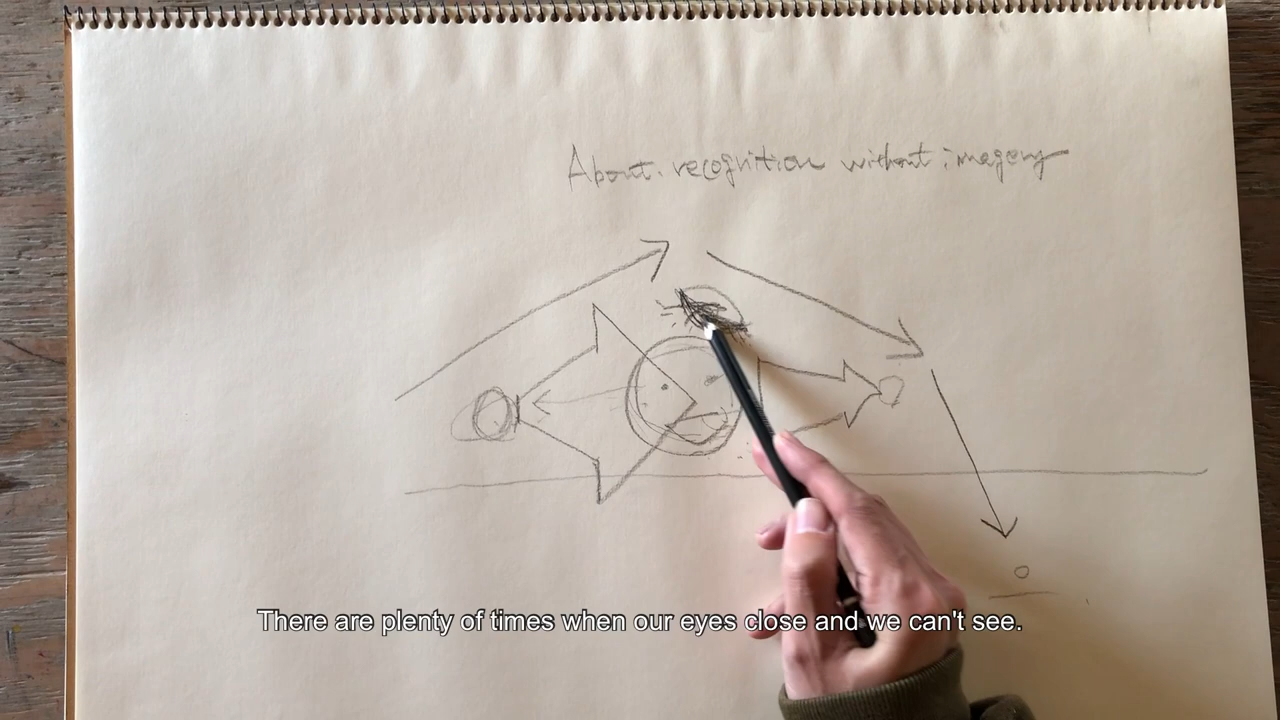 About. recognition without imagery
There are plenty of times when our eyes close and we can't see.